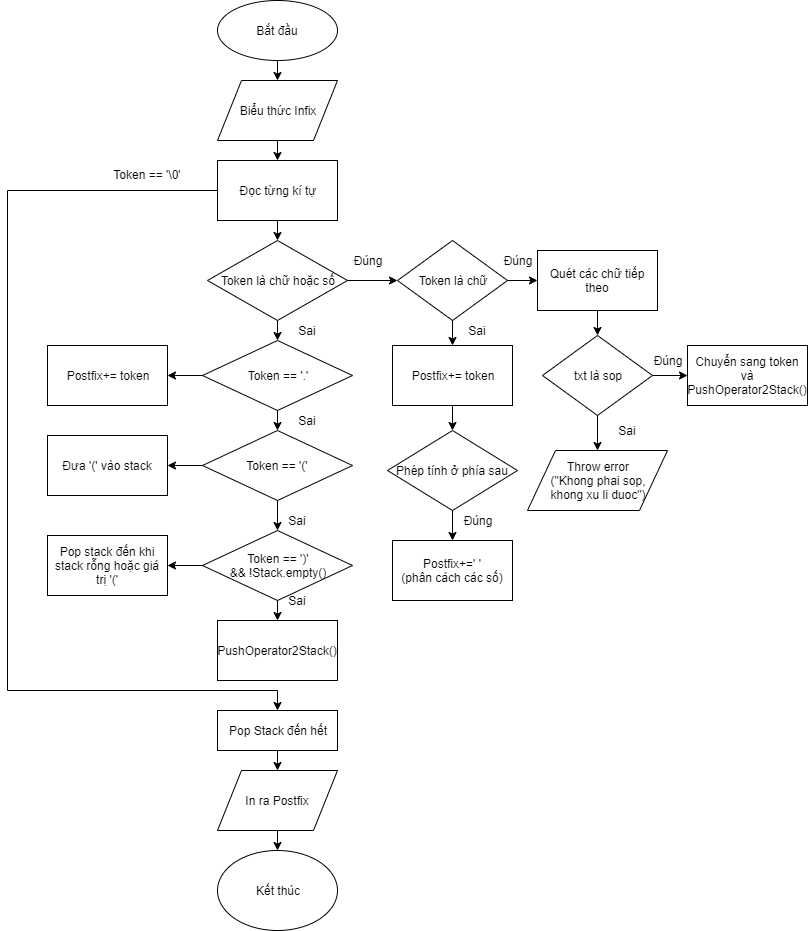 Bắt đầu
Biểu thức Infix
Token == '\0'
Đọc từng kí tự
Token là chữ hoặc số
Đúng
Token là chữ
Đúng
Quét các chữ tiếp
theo
Sai
Sai
Postfix+= token
Token == '.'
Postfix+= token
txt là sop
Đúng
Chuyển sang token
và
PushOperator2Stack()
Sai
Sai
Đưa '(' vào stack
Token == '('
Phép tính ở phía sau
Throw error
("Khong phai sop,
khong xu li duoc")
Sai
Đúng
Pop stack đến khi
stack rỗng hoặc giá
trị '('
Token == ')'
&& !Stack.empty()
Postfix+=' '
(phân cách các số)
Sai
PushOperator2Stack()
Pop Stack đến hết
In ra Postfix
Kết thúc